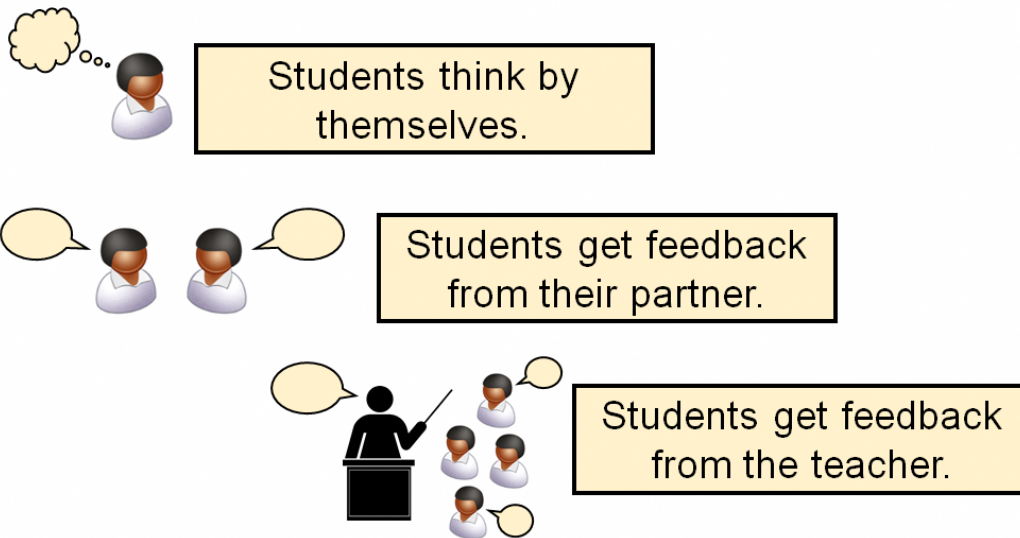 Students think by
themselves.
Students get feedback
from their partner.
Students get feedback
from the teacher.